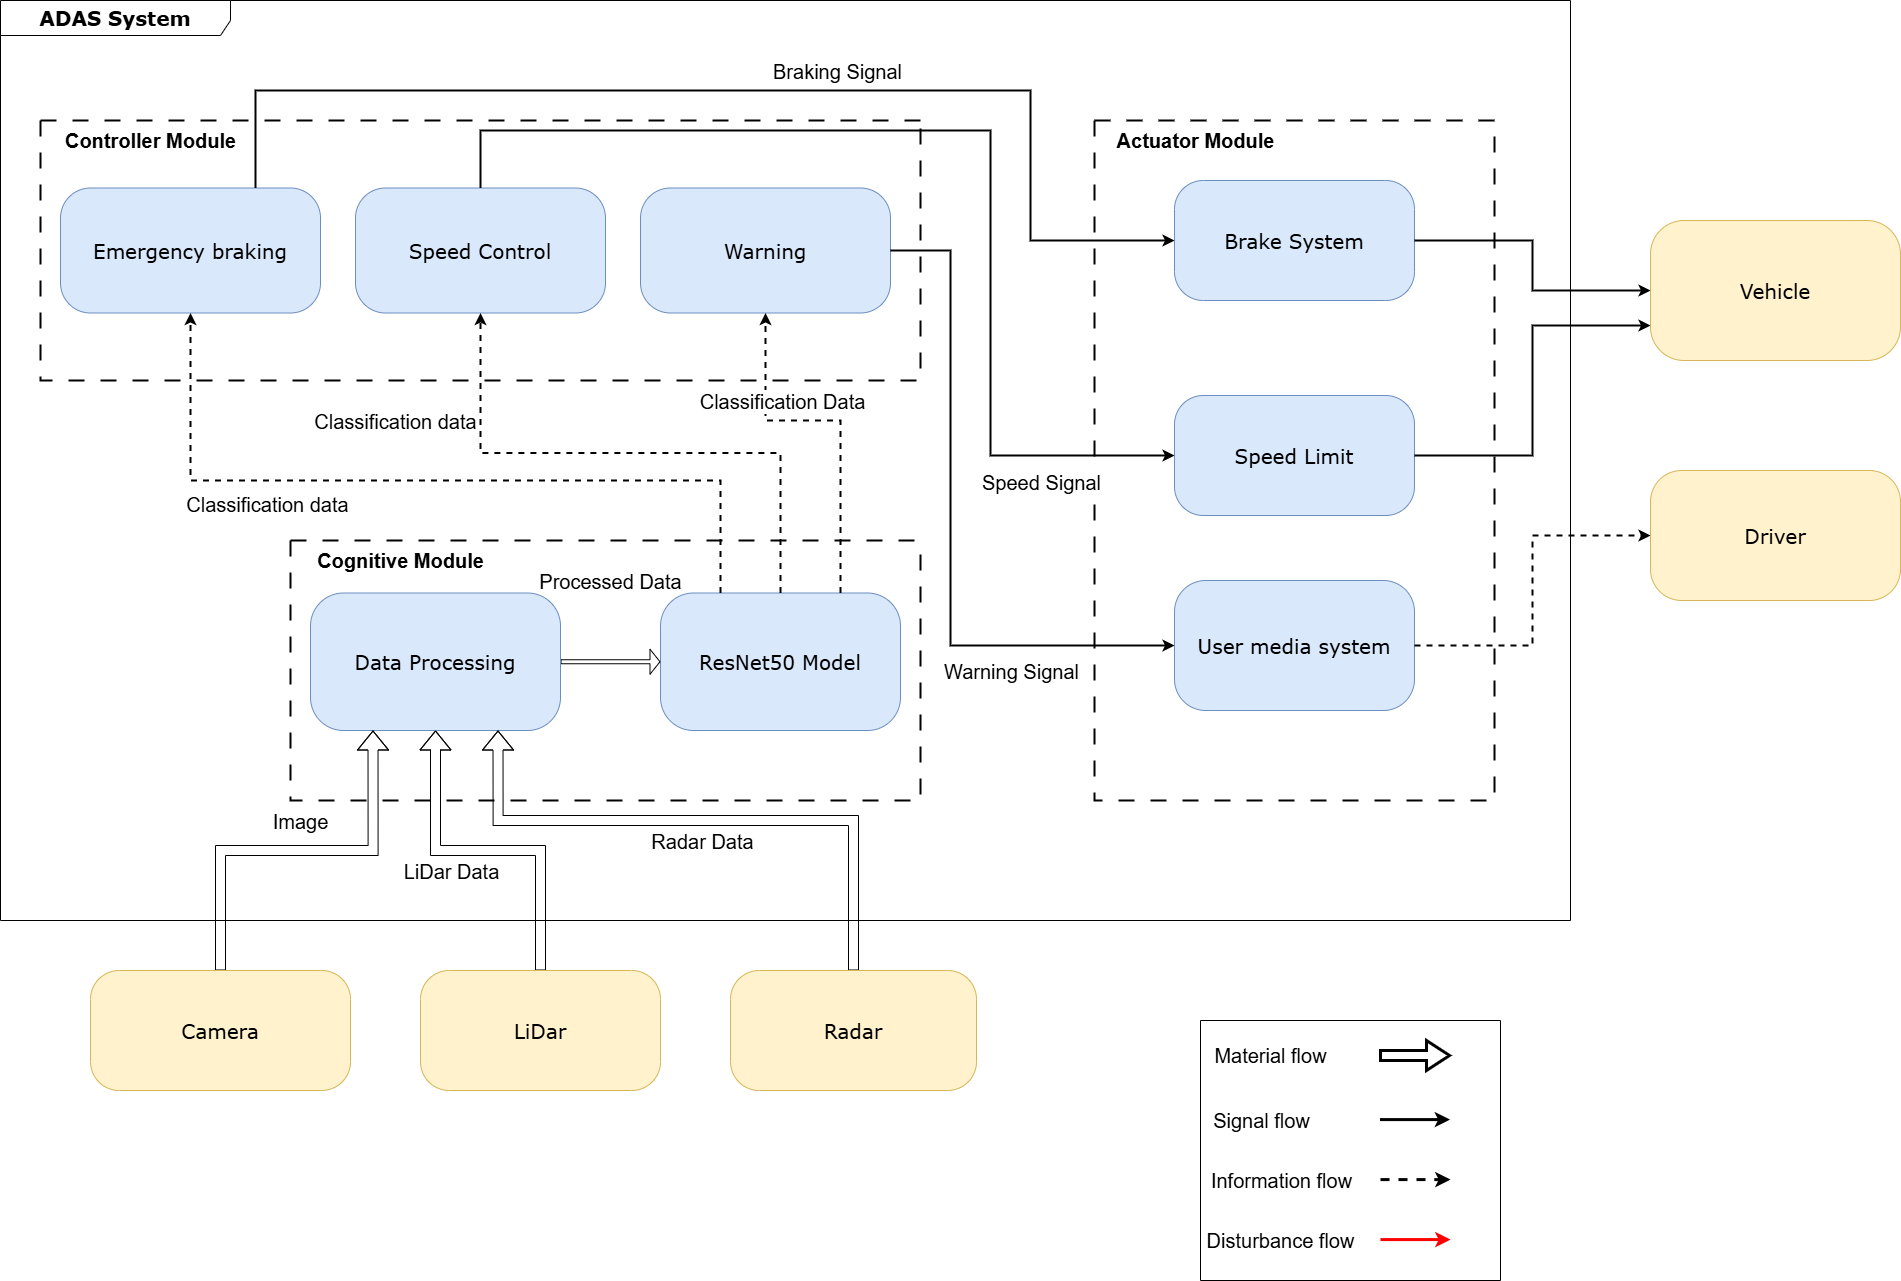 ADAS System
Braking Signal
Controller Module
Actuator Module
Emergency braking
Speed Control
Warning
Brake System
Vehicle
Classification Data
Classification data
Speed Limit
Speed Signal
Classification data
Driver
Cognitive Module
Processed Data
Data Processing
ResNet50 Model
User media system
Warning Signal
Image
Radar Data
LiDar Data
Camera
LiDar
Radar
Material flow
Signal flow
Information flow
Disturbance flow